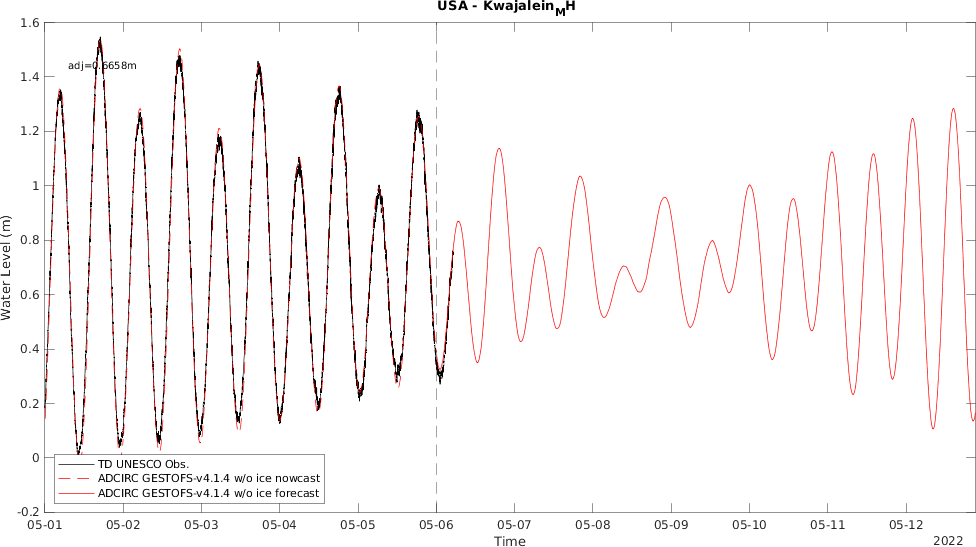 USA - Kwajalein_MH
1.6
1.4
1.2
1
0.8
0.6
0.4
0.2
0
-0.2
Water Level (m)
adj=0.6658m
TD UNESCO Obs.
ADCIRC GESTOFS-v4.1.4 w/o ice nowcast
ADCIRC GESTOFS-v4.1.4 w/o ice forecast
05-01 05-02 05-03 05-04 05-05 05-06 05-07 05-08 05-09 05-10 05-11 05-12
Time
2022